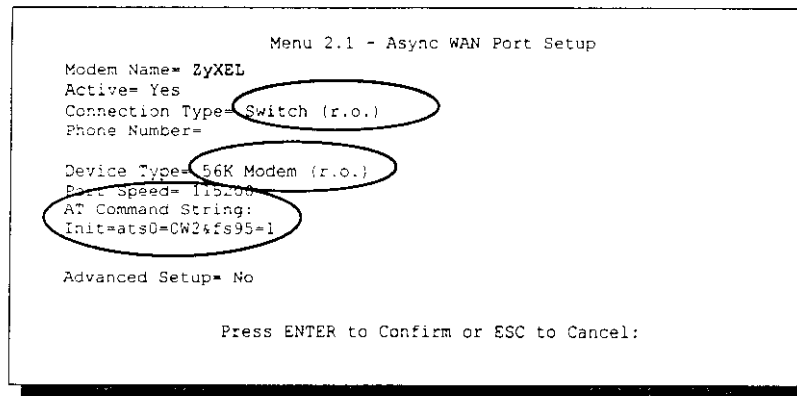 Menu 2.1 - Async WAN Port Setup
Modem Name= ZyXEL
Active= Yes
Connection Type= Switch (r.o.)
Phone Number=
Device Type= 56K Modem (r.o.)
Port Speed= 115200
AT Command String:
Init=ats0=0W2&fs95=1
Advanced Setup= No
Press ENTER to Confirm or ESC to Cancel: